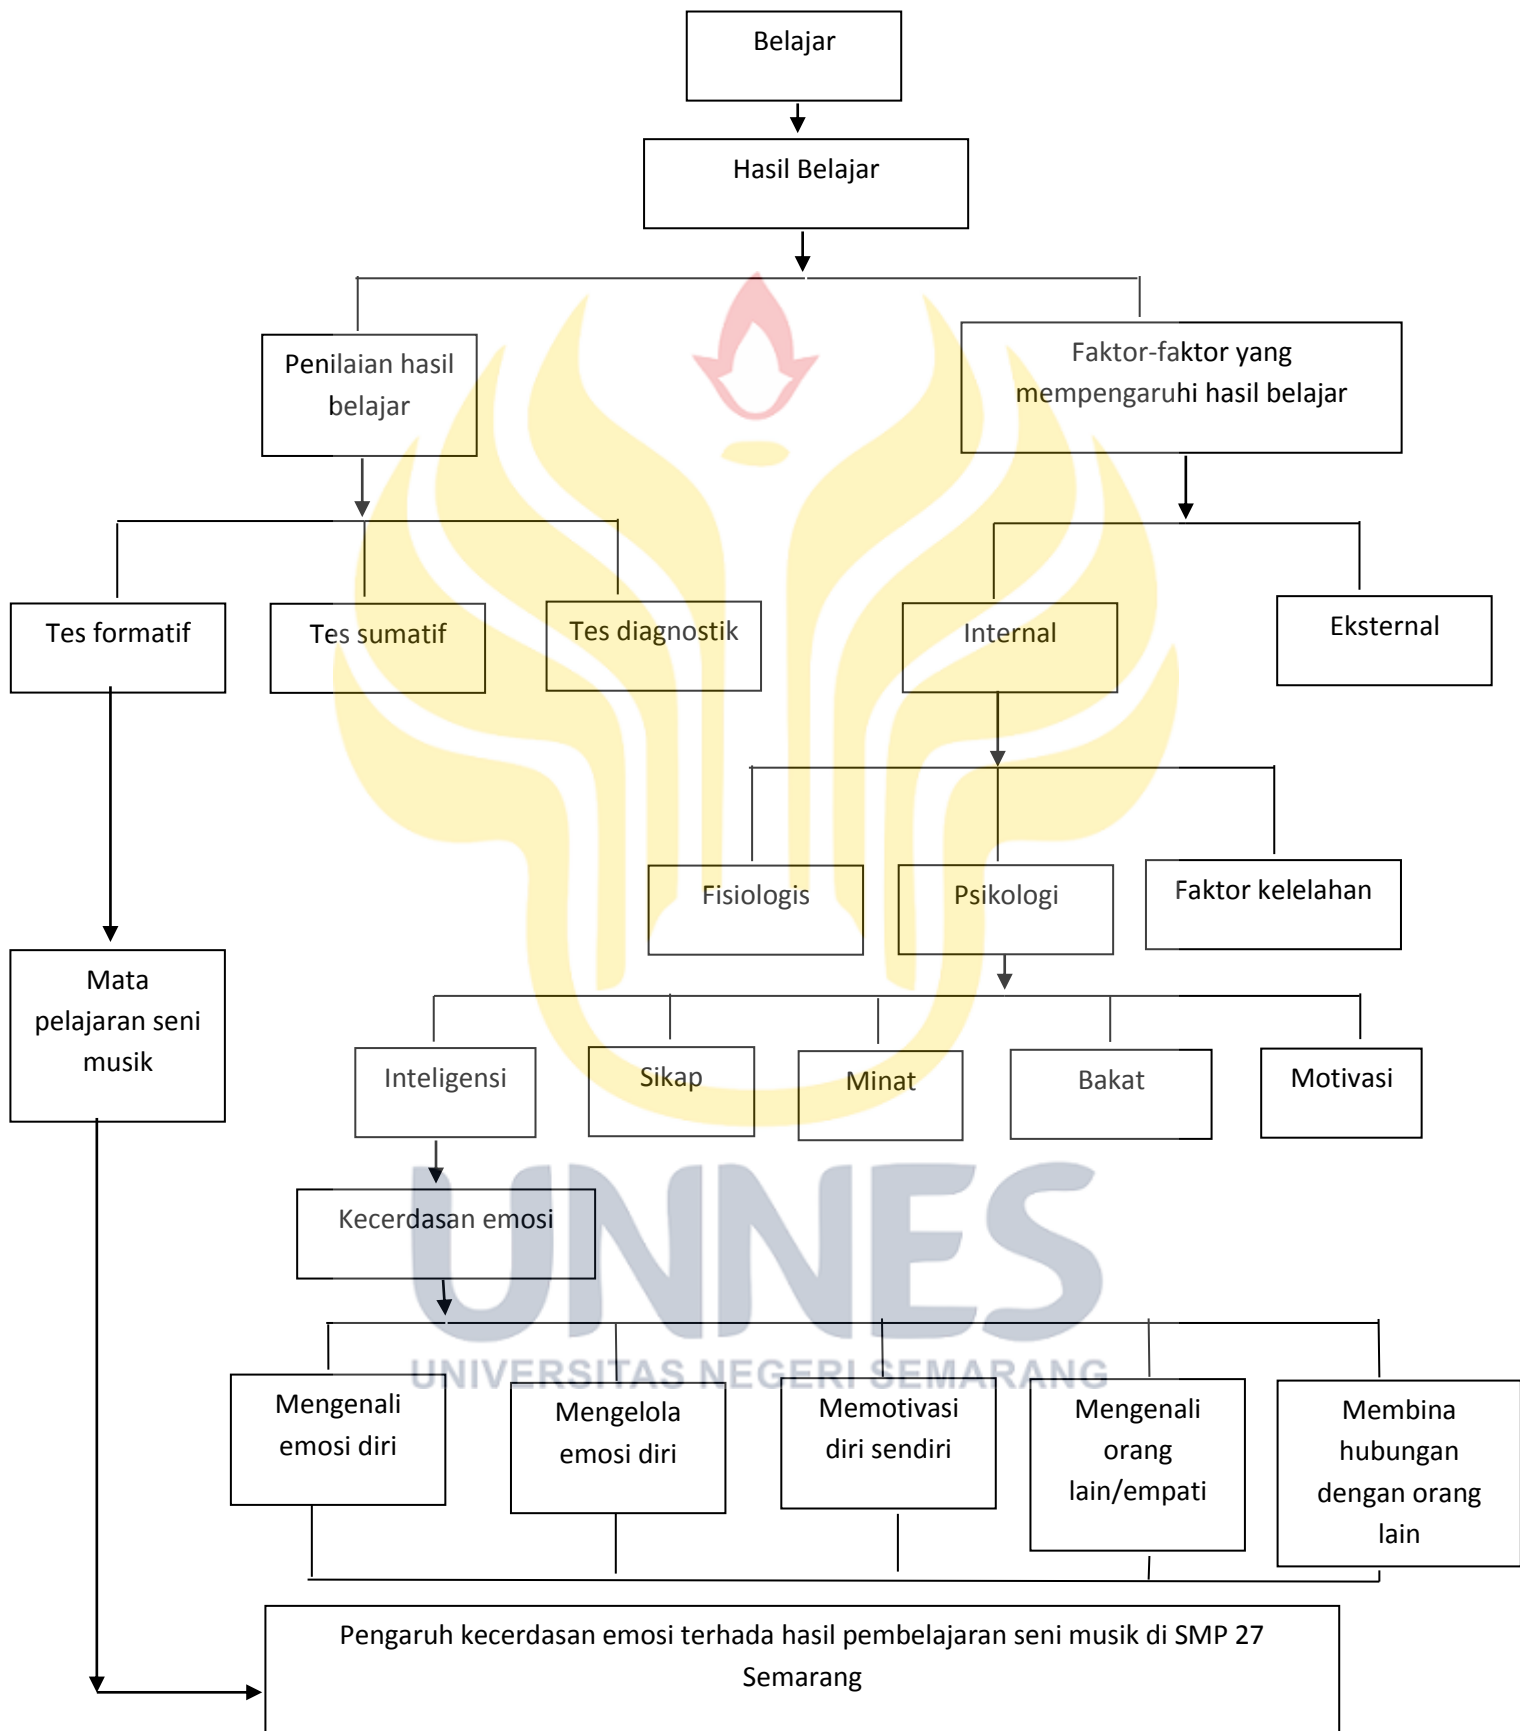 Belajar
Hasil Belajar
Penilaian hasil
belajar
Faktor-faktor yang
mempengaruhi hasil belajar
Tes formatif
Tes sumatif
Tes diagnostik
Internal
Eksternal
Fisiologis
Psikologi
Faktor kelelahan
Mata
pelajaran seni
musik
Inteligensi
Sikap
Minat
Bakat
Motivasi
Kecerdasan emosi
UNNES
UNIVERSITAS NEGERI SEMARANG
Mengenali
emosi diri
Mengelola
emosi diri
Memotivasi
diri sendiri
Mengenali
orang
lain/empati
Membina
hubungan
dengan orang
lain
Pengaruh kecerdasan emosi terhada hasil pembelajaran seni musik di SMP 27
Semarang